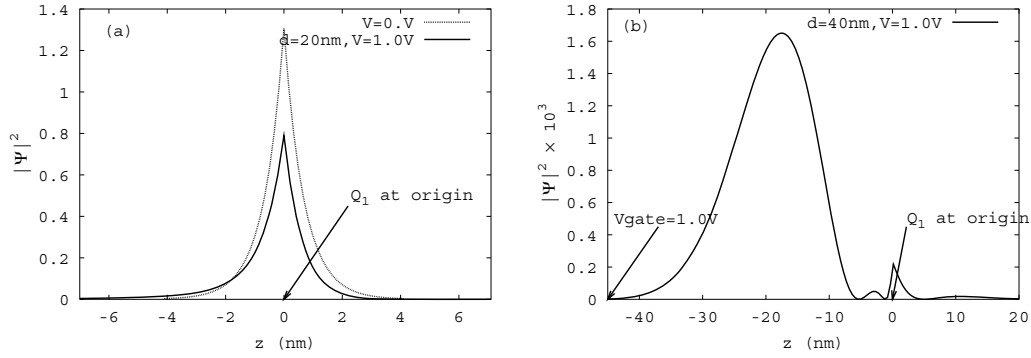 (a)
V=0.V
d=20nm,V=1.0V
1.4
1.2
1
0.8
0.6
0.4
0.2
0
|Ψ|²
Q₁ at origin
-6 -4 -2 0 2 4 6
z (nm)
(b)
d=40nm,V=1.0V
1.8
1.6
1.4
1.2
1
0.8
0.6
0.4
0.2
0
|Ψ|² × 10³
Vgate=1.0V
Q₁ at origin
-40 -30 -20 -10 0 10 20
z (nm)